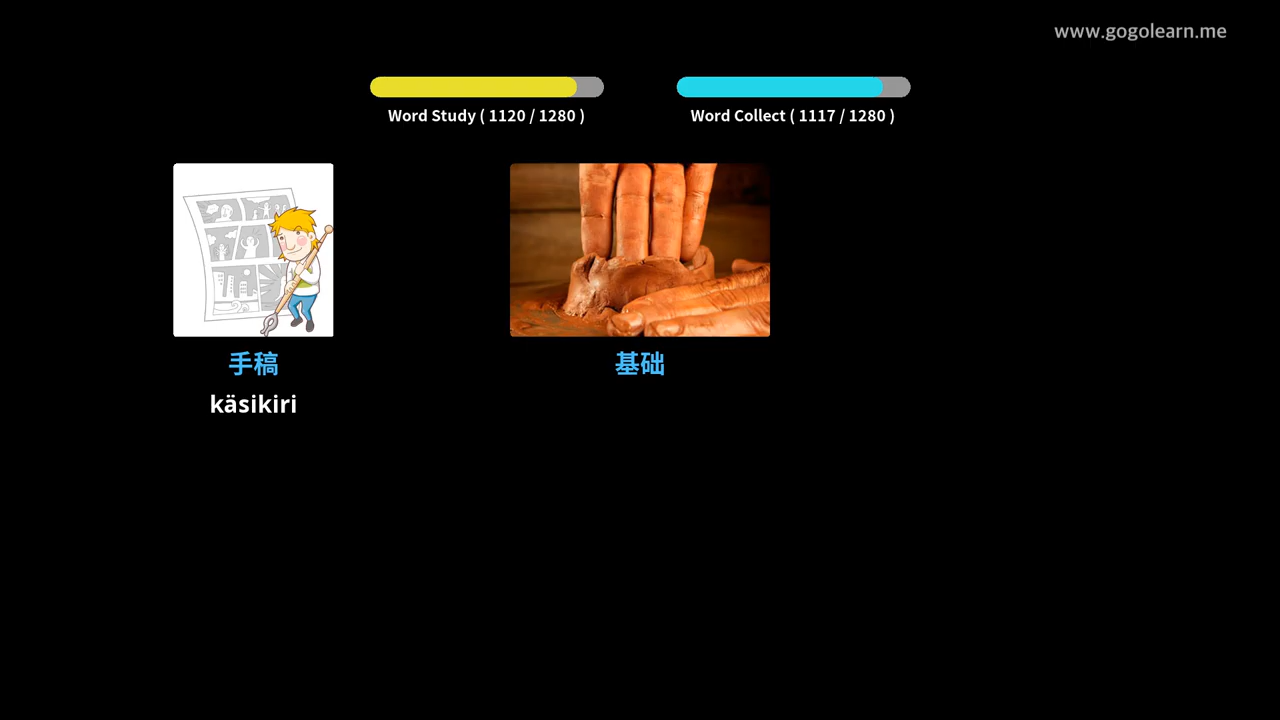 www.gogolearn.me
Word Study ( 1120 / 1280 )
Word Collect ( 1117 / 1280 )
手稿
käsikiri
基础